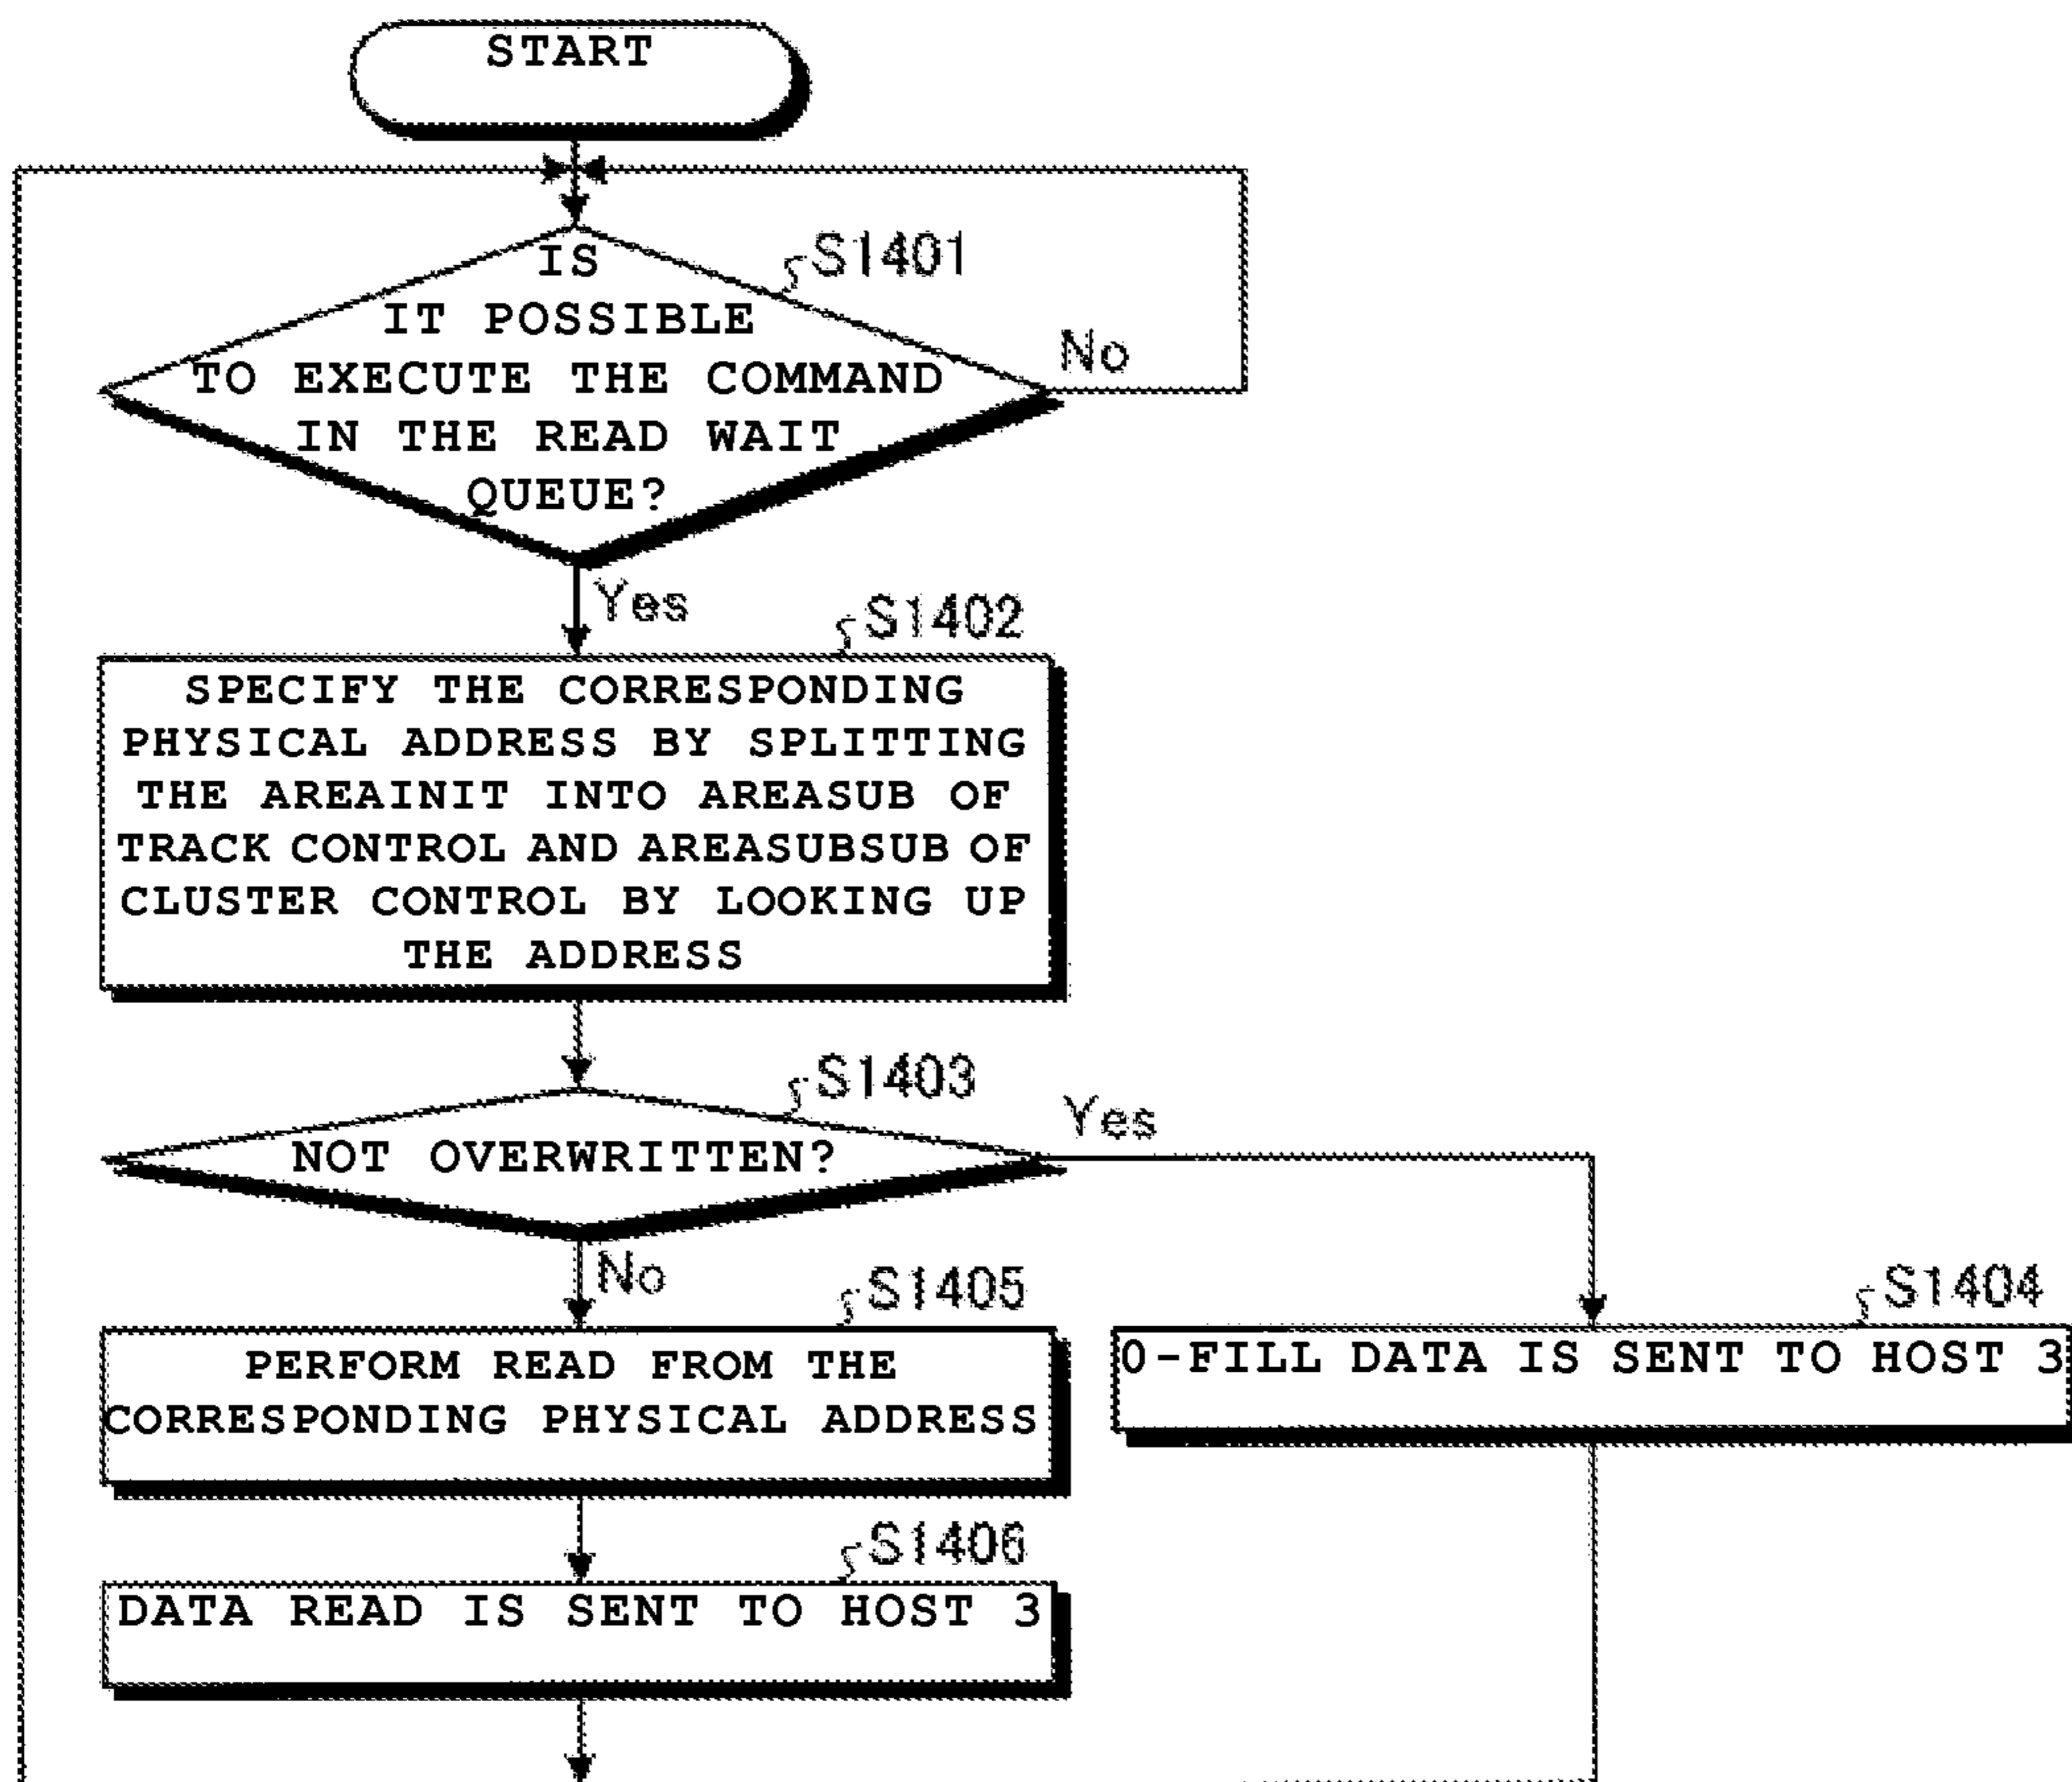 START
S1401
IS
IT POSSIBLE
TO EXECUTE THE COMMAND
IN THE READ WAIT
QUEUE?
No
Yes
S1402
SPECIFY THE CORRESPONDING
PHYSICAL ADDRESS BY SPLITTING
THE AREAINIT INTO AREASUB OF
TRACK CONTROL AND AREASUBSUB OF
CLUSTER CONTROL BY LOOKING UP
THE ADDRESS
S1403
NOT OVERWRITTEN?
Yes
No
S1405
PERFORM READ FROM THE
CORRESPONDING PHYSICAL ADDRESS
S1404
0-FILL DATA IS SENT TO HOST 3
S1406
DATA READ IS SENT TO HOST 3